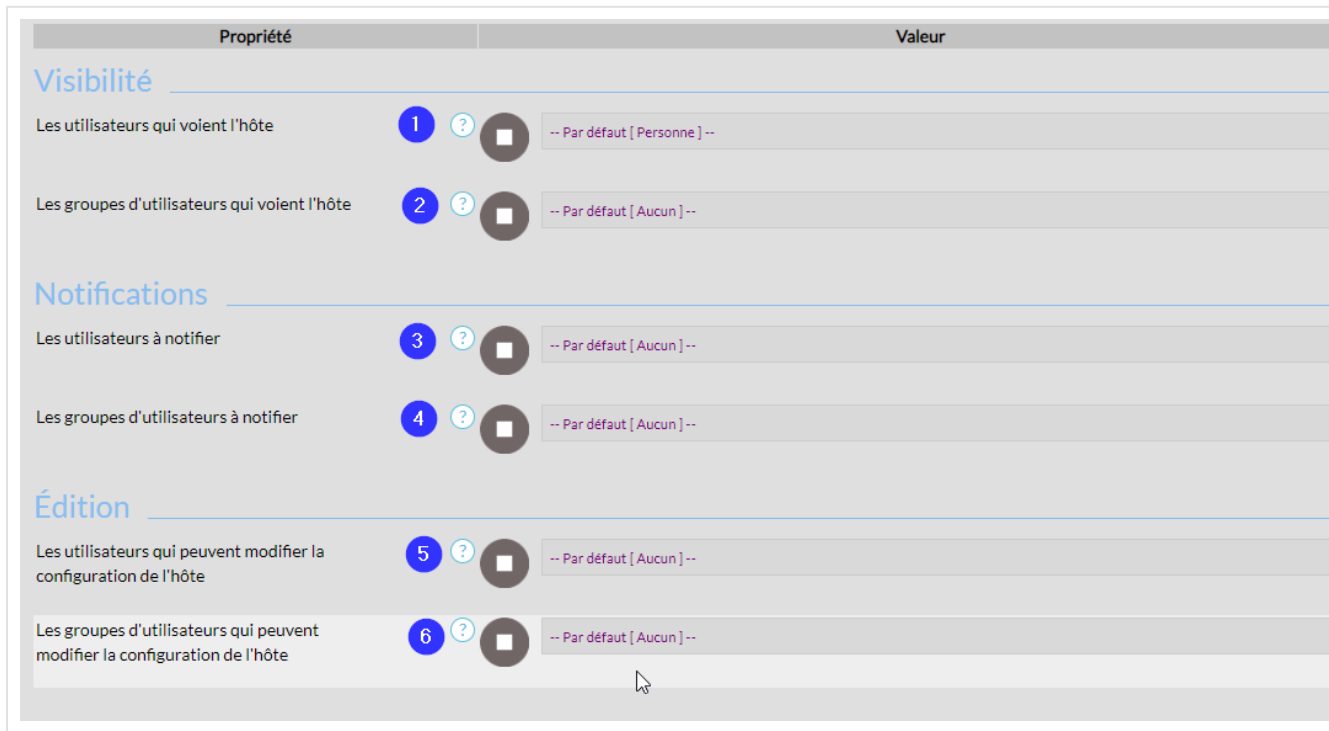 Propriété Valeur
Visibilité
Les utilisateurs qui voient l'hôte 1 ? -- Par défaut [ Personne ] --
Les groupes d'utilisateurs qui voient l'hôte 2 ? -- Par défaut [ Aucun ] --
Notifications
Les utilisateurs à notifier 3 ? -- Par défaut [ Aucun ] --
Les groupes d'utilisateurs à notifier 4 ? -- Par défaut [ Aucun ] --
Édition
Les utilisateurs qui peuvent modifier la 5 ? -- Par défaut [ Aucun ] --
configuration de l'hôte
Les groupes d'utilisateurs qui peuvent 6 ? -- Par défaut [ Aucun ] --
modifier la configuration de l'hôte